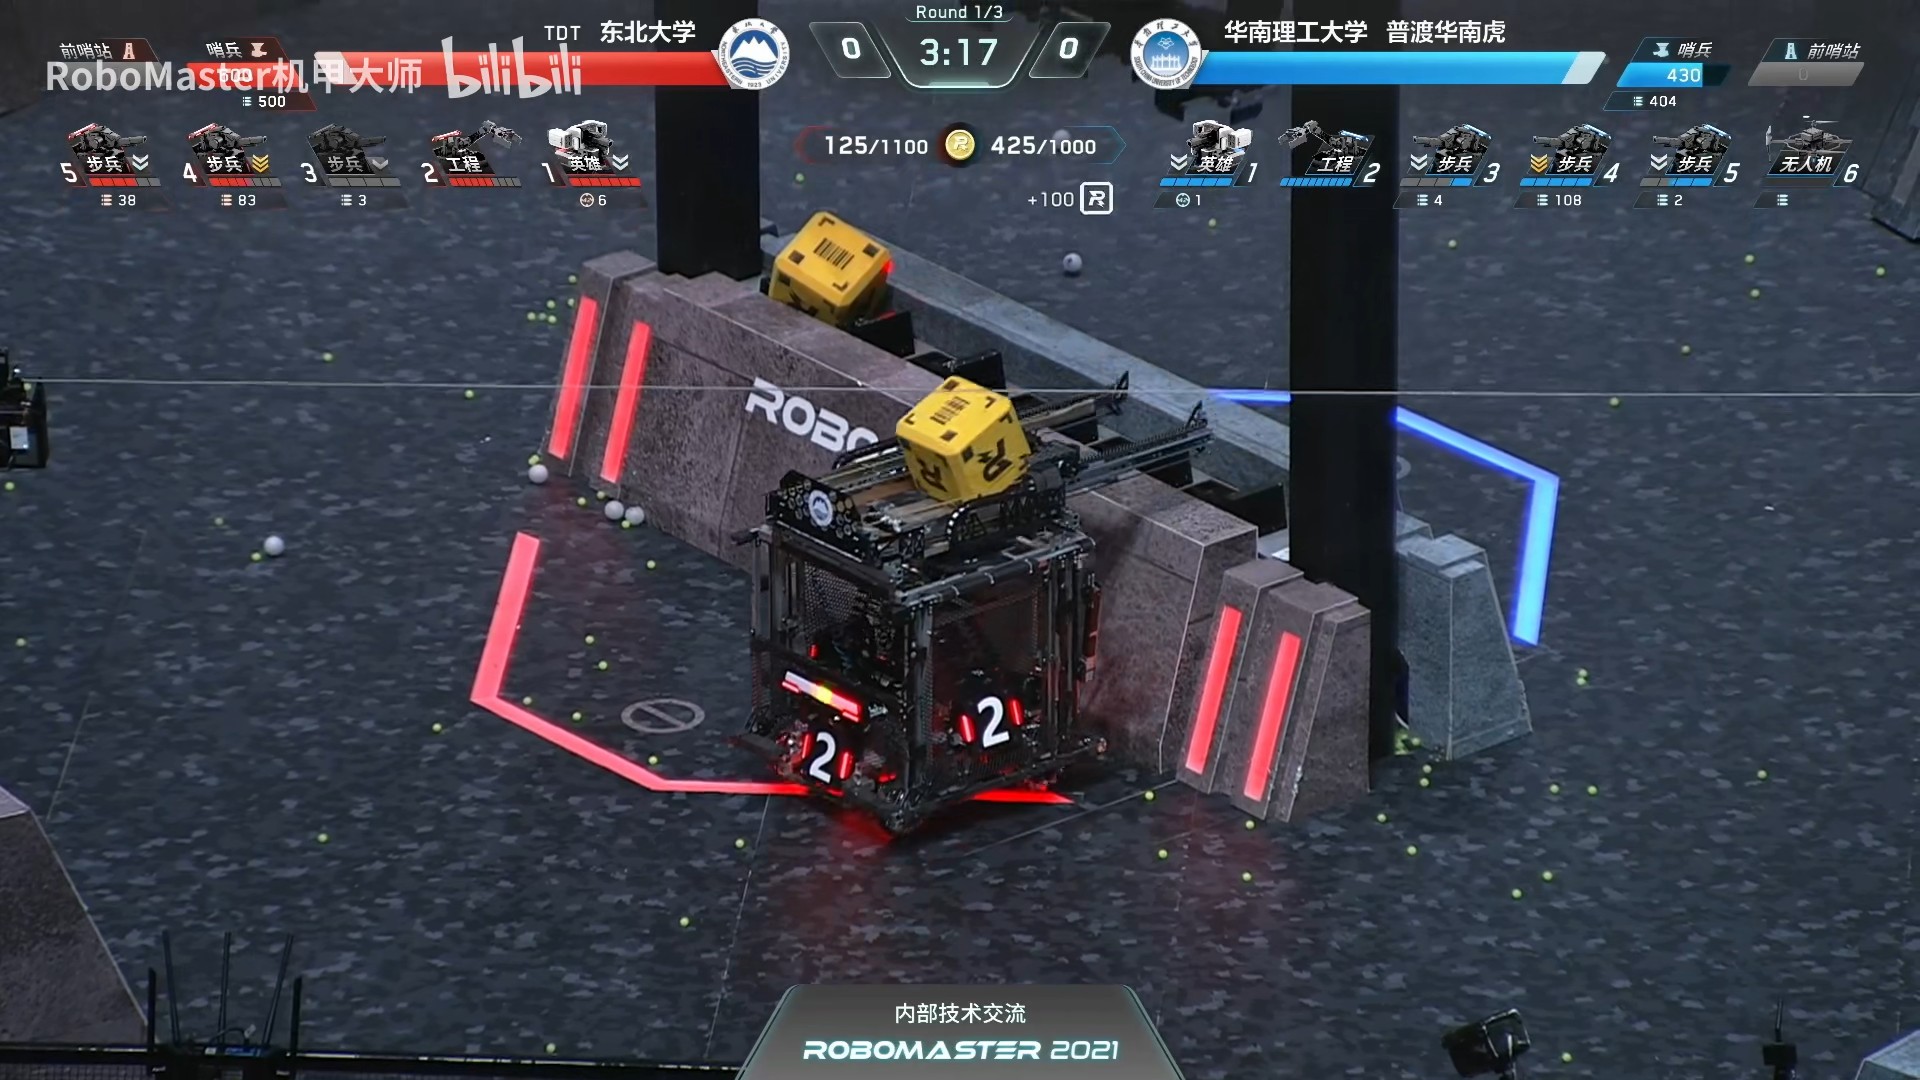 Round 1/3
TDT 东北大学
0
3:17
0
华南理工大学 普渡华南虎
前哨站
哨兵
600
500
哨兵
430
404
前哨站
0
RoboMaster机甲大师 bilibili
5 步兵
4 步兵
3 步兵
2 工程
1 英雄
125/1100
425/1000
英雄 1
工程 2
步兵 3
步兵 4
步兵 5
无人机 6
38
83
3
6
+100 R
1
4
108
2
ROBO
2
2
内部技术交流
ROBOMASTER 2021